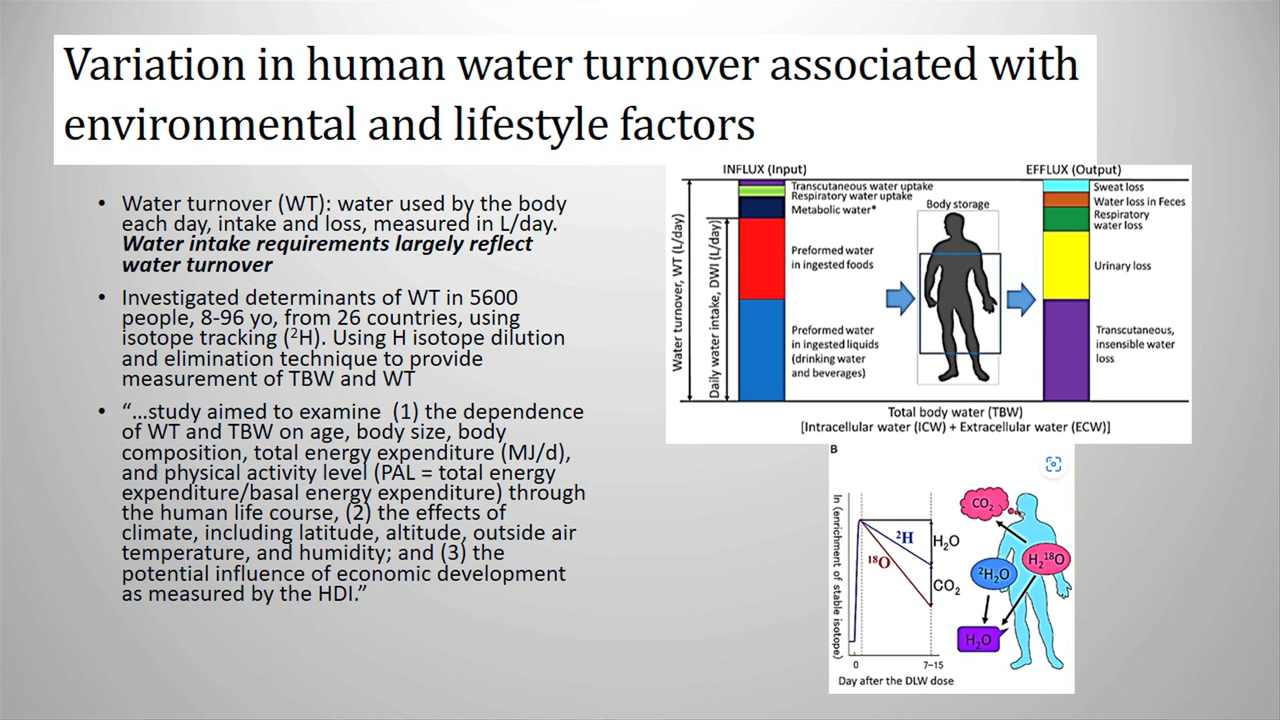 Variation in human water turnover associated with
environmental and lifestyle factors
• Water turnover (WT): water used by the body
each day, intake and loss, measured in L/day.
Water intake requirements largely reflect
water turnover
• Investigated determinants of WT in 5600
people, 8-96 yo, from 26 countries, using
isotope tracking (²H). Using H isotope dilution
and elimination technique to provide
measurement of TBW and WT
• “…study aimed to examine (1) the dependence
of WT and TBW on age, body size, body
composition, total energy expenditure (MJ/d),
and physical activity level (PAL = total energy
expenditure/basal energy expenditure) through
the human life course, (2) the effects of
climate, including latitude, altitude, outside air
temperature, and humidity; and (3) the
potential influence of economic development
as measured by the HDI.”
INFLUX (Input)
EFFLUX (Output)
Water turnover, WT (L/day)
Daily water intake, DWI (L/day)
Transcutaneous water uptake
Respiratory water uptake
Metabolic water*
Preformed water
in ingested foods
Preformed water
in ingested liquids
(drinking water
and beverages)
Body storage
Sweat loss
Water loss in Feces
Respiratory
water loss
Urinary loss
Transcutaneous,
insensible water
loss
Total body water (TBW)
[Intracellular water (ICW) + Extracellular water (ECW)]
B
ln (enrichment of stable isotope)
²H
¹⁸O
H₂O
CO₂
0
7–15
Day after the DLW dose
CO₂
H₂¹⁸O
²H₂O
H₂O